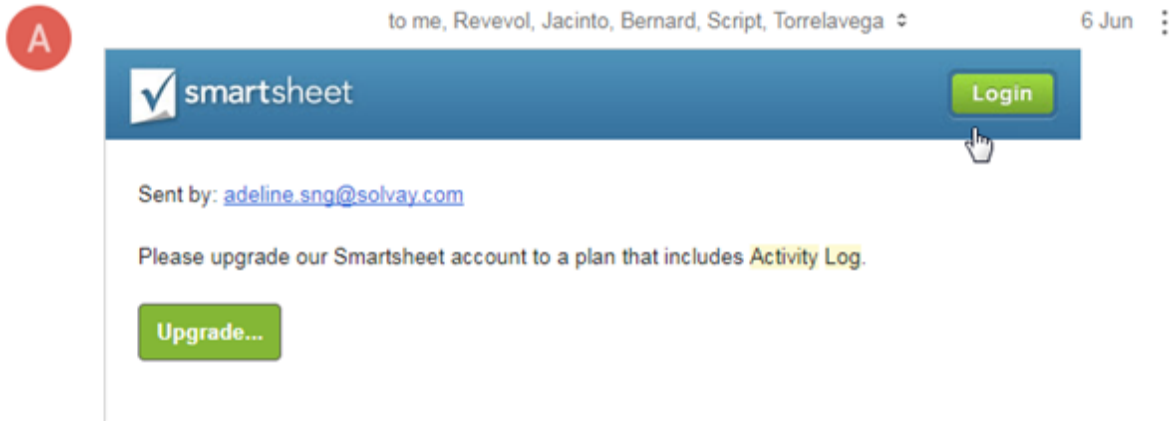 A
to me, Revevol, Jacinto, Bernard, Script, Torrelavega
6 Jun
smartsheet
Login
Sent by: adeline.sng@solvay.com
Please upgrade our Smartsheet account to a plan that includes Activity Log.
Upgrade...